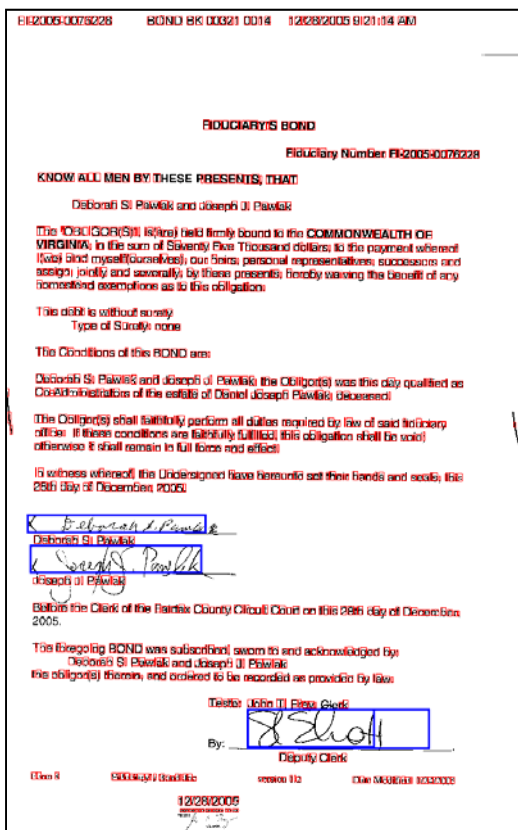 FI-2005-0076228 BOND BK 00321 0014 12/28/2005 9:21:14 AM
FIDUCIARY'S BOND
Fiduciary Number FI-2005-0076228
KNOW ALL MEN BY THESE PRESENTS, THAT
Deborah S. Pawlak and Joseph J. Pawlak
The "OBLIGOR(S)", is(are) held firmly bound to the COMMONWEALTH OF
VIRGINIA, in the sum of Seventy Five Thousand dollars, to the payment whereof
I(we) bind myself(ourselves), our heirs, personal representatives, successors and
assign, jointly and severally, by these presents, hereby waiving the benefit of any
homestead exemptions as to this obligation.
This debt is without surety
Type of Surety: none
The Conditions of this BOND are:
Deborah S. Pawlak and Joseph J. Pawlak, the Obligor(s) was this day qualified as
Co-Administrators of the estate of Daniel Joseph Pawlak, deceased.
The Obligor(s) shall faithfully perform all duties required by law of said fiduciary
office. If these conditions are faithfully fulfilled, this obligation shall be void;
otherwise it shall remain in full force and effect.
In witness whereof, the Undersigned have hereunto set their hands and seals, this
28th day of December, 2005.
X Deborah S. Pawlak
Deborah S. Pawlak
X Joseph J. Pawlak
Joseph J. Pawlak
Before the Clerk of the Fairfax County Circuit Court on this 28th day of December,
2005.
The foregoing BOND was subscribed, sworn to and acknowledged by:
Deborah S. Pawlak and Joseph J. Pawlak
the obligor(s) therein, and ordered to be recorded as provided by law.
Teste: John T. Frey, Clerk
By:
Deputy Clerk
12/28/2005